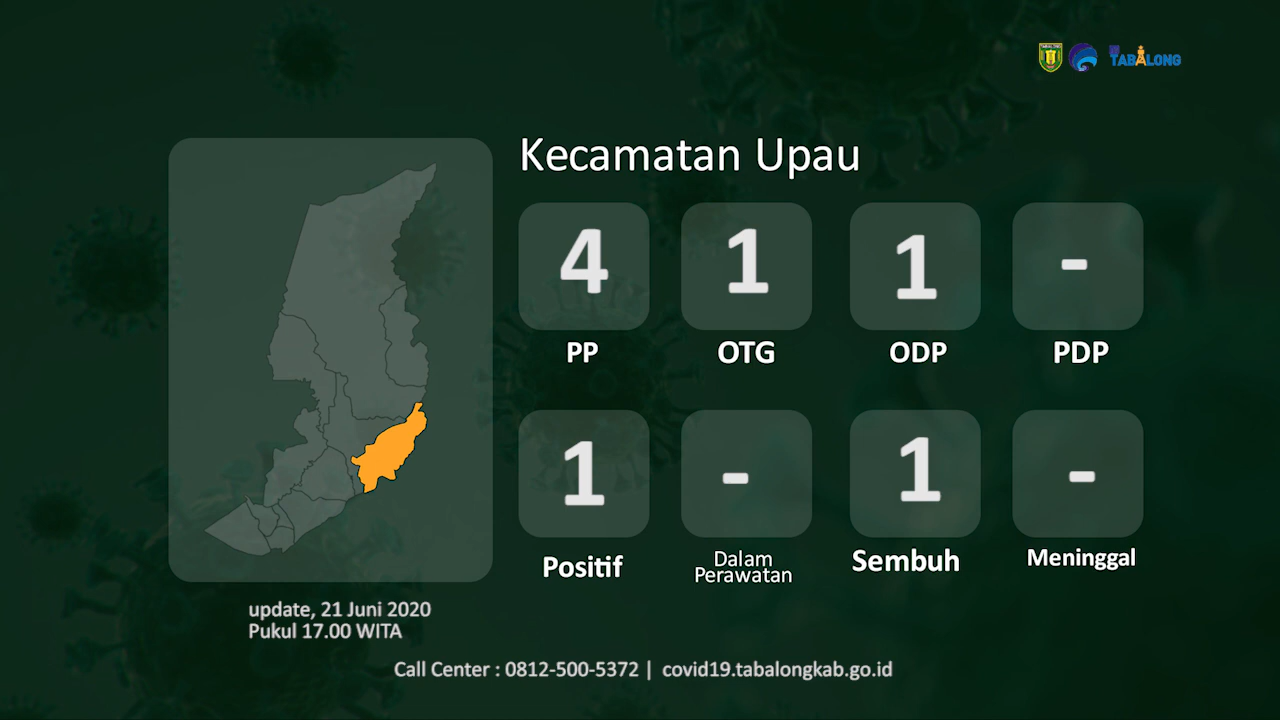 TABALONG
Kecamatan Upau
4 1 1 -
PP OTG ODP PDP
1 - 1 -
Positif Dalam Perawatan Sembuh Meninggal
update, 21 Juni 2020
Pukul 17.00 WITA
Call Center : 0812-500-5372 | covid19.tabalongkab.go.id